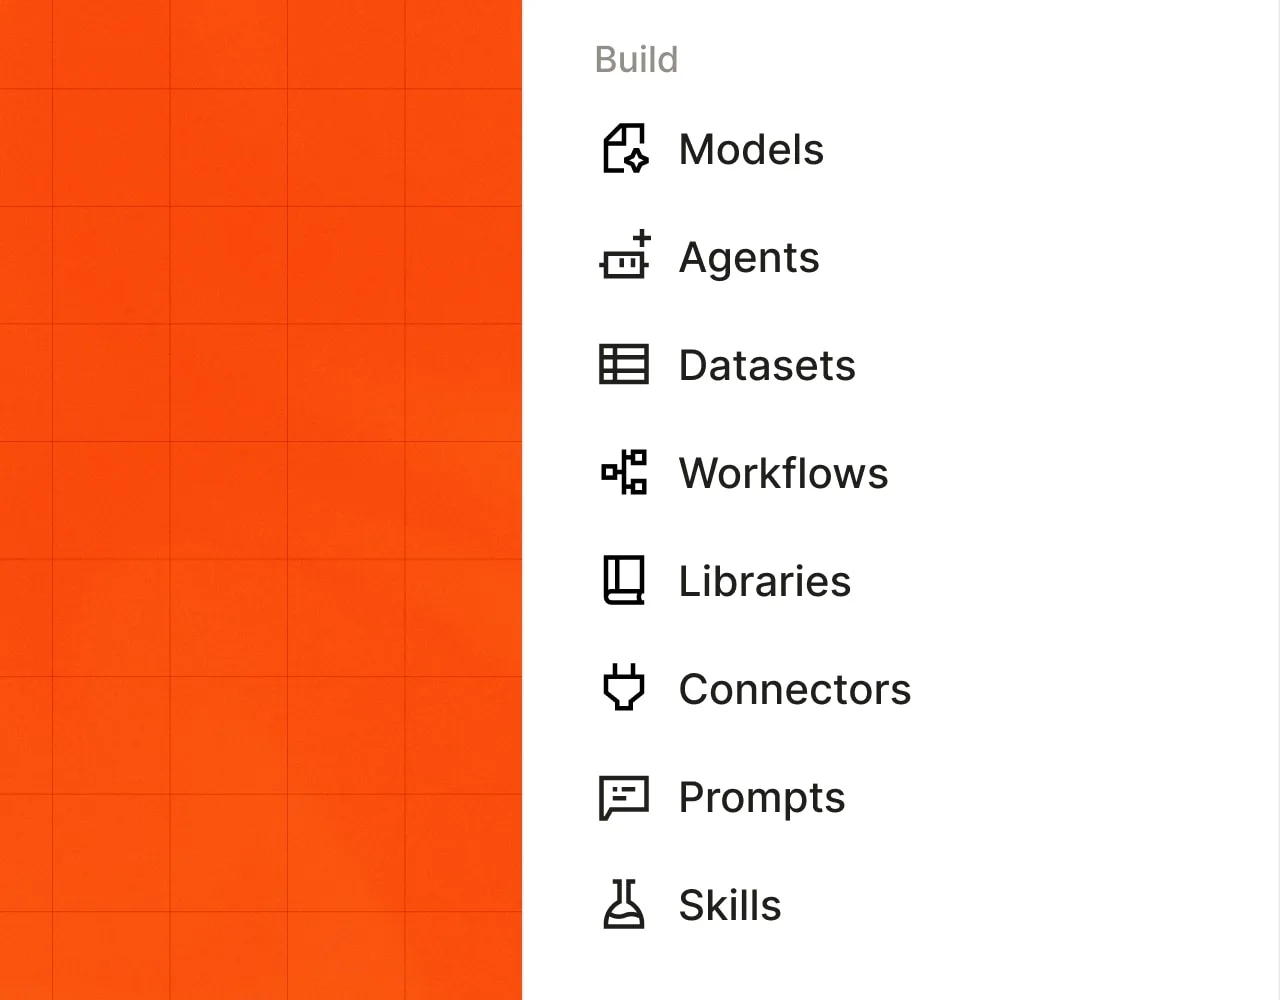 Build
Models
Agents
Datasets
Workflows
Libraries
Connectors
Prompts
Skills